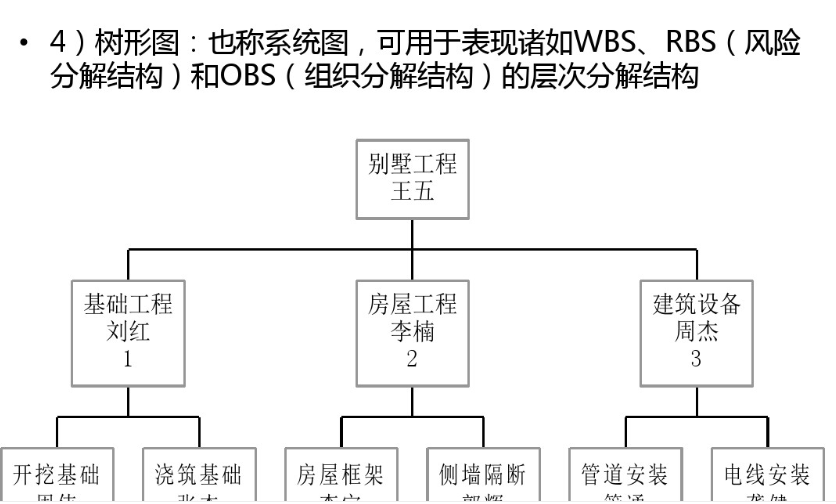 • 4）树形图：也称系统图，可用于表现诸如WBS、RBS（风险
分解结构）和OBS（组织分解结构）的层次分解结构
别墅工程
王五
基础工程
刘红
1
房屋工程
李楠
2
建筑设备
周杰
3
开挖基础
浇筑基础
房屋框架
侧墙隔断
管道安装
电线安装